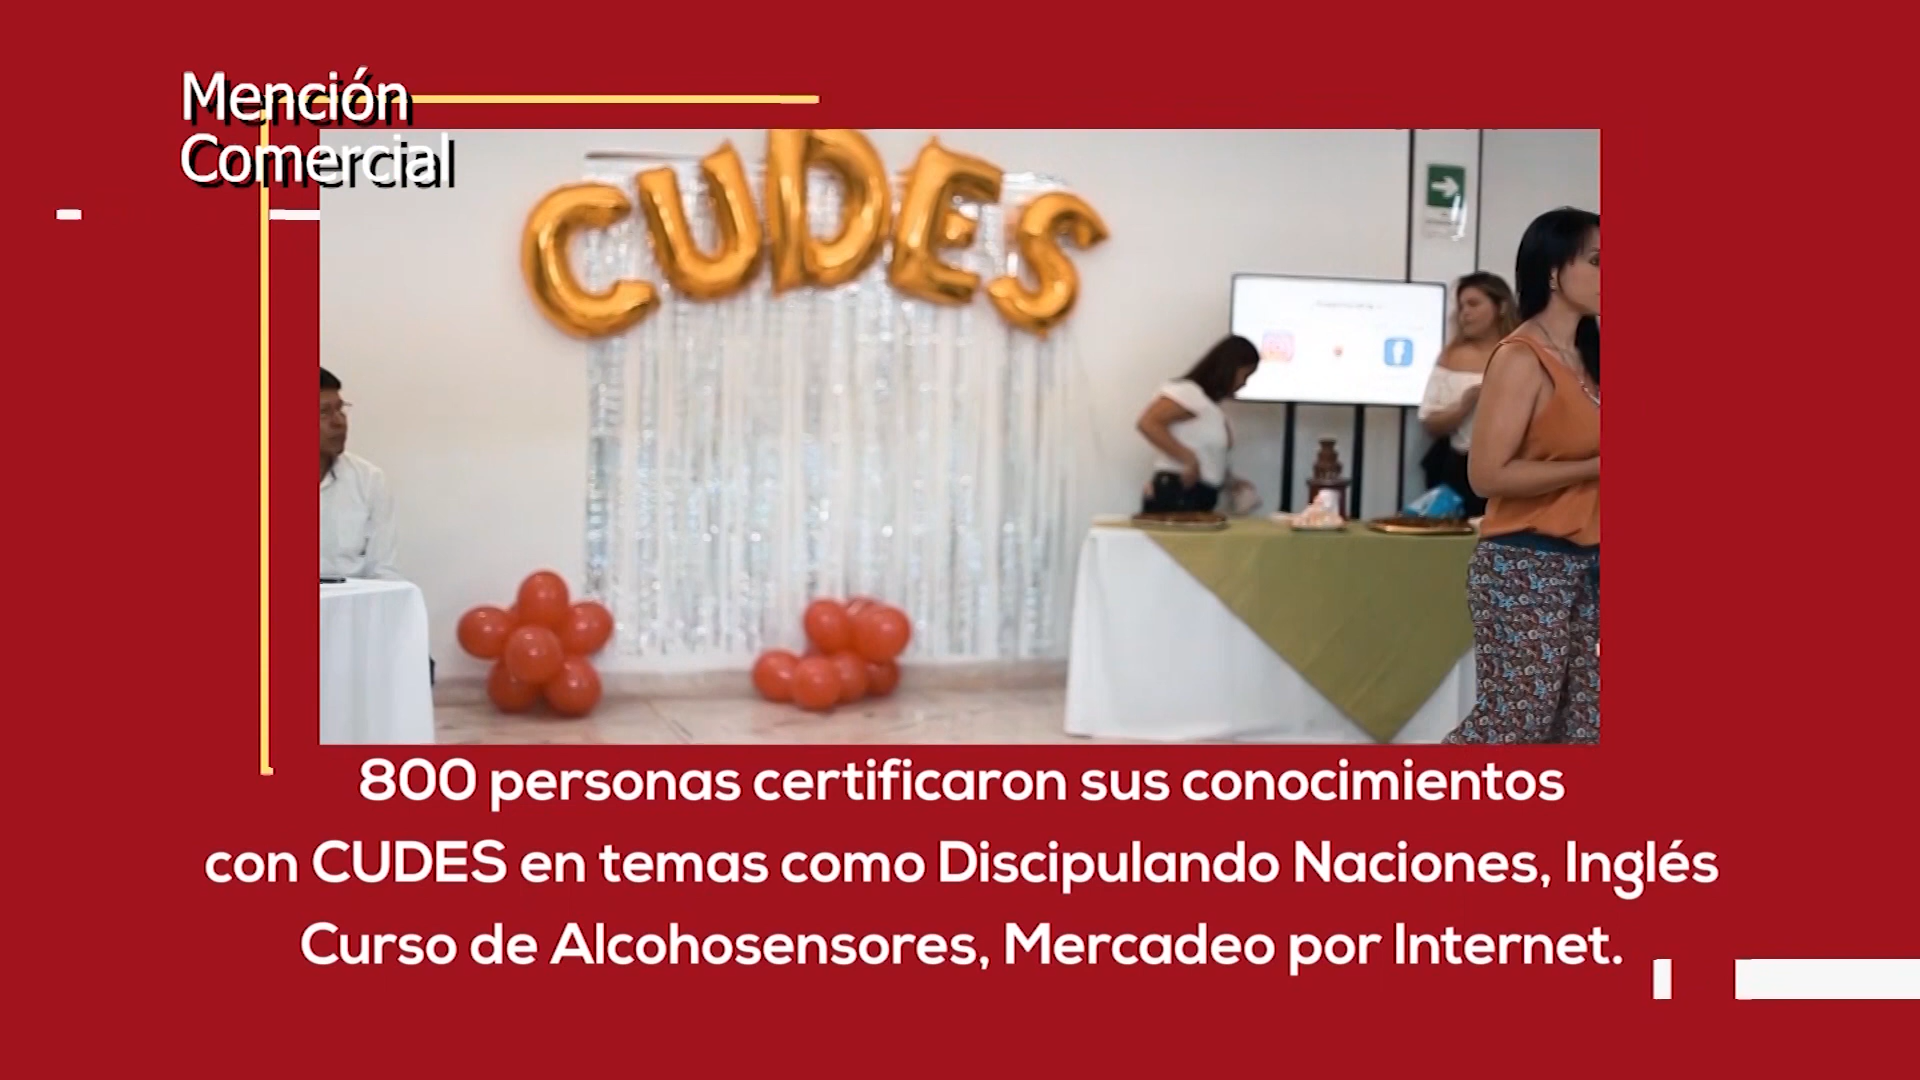 Mención
Comercial
CUDES
800 personas certificaron sus conocimientos
con CUDES en temas como Discipulando Naciones, Inglés
Curso de Alcohosensores, Mercadeo por Internet.